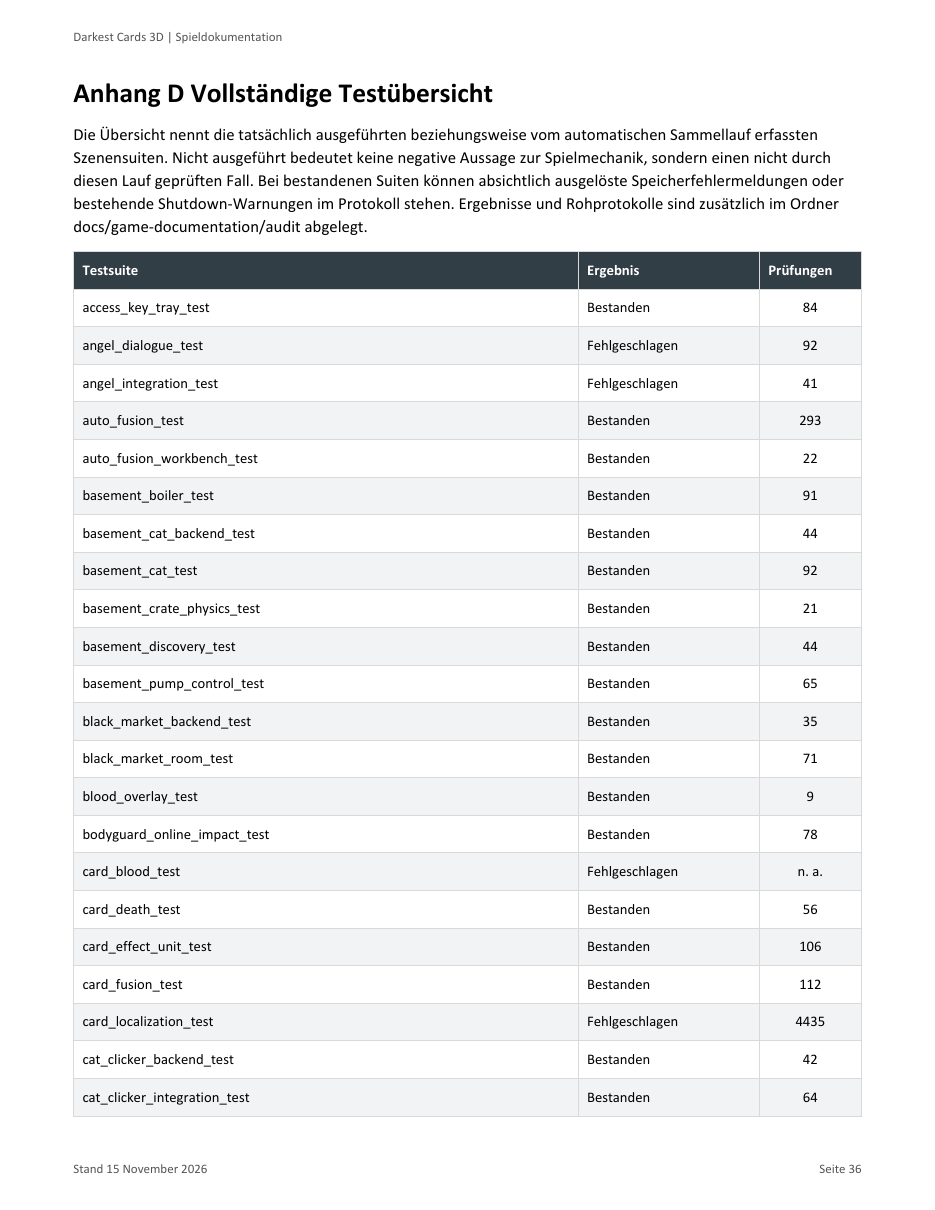 Darkest Cards 3D | Spieldokumentation
Anhang D Vollständige Testübersicht
Die Übersicht nennt die tatsächlich ausgeführten beziehungsweise vom automatischen Sammellauf erfassten
Szenensuiten. Nicht ausgeführt bedeutet keine negative Aussage zur Spielmechanik, sondern einen nicht durch
diesen Lauf geprüften Fall. Bei bestandenen Suiten können absichtlich ausgelöste Speicherfehlermeldungen oder
bestehende Shutdown-Warnungen im Protokoll stehen. Ergebnisse und Rohprotokolle sind zusätzlich im Ordner
docs/game-documentation/audit abgelegt.
Testsuite Ergebnis Prüfungen
access_key_tray_test Bestanden 84
angel_dialogue_test Fehlgeschlagen 92
angel_integration_test Fehlgeschlagen 41
auto_fusion_test Bestanden 293
auto_fusion_workbench_test Bestanden 22
basement_boiler_test Bestanden 91
basement_cat_backend_test Bestanden 44
basement_cat_test Bestanden 92
basement_crate_physics_test Bestanden 21
basement_discovery_test Bestanden 44
basement_pump_control_test Bestanden 65
black_market_backend_test Bestanden 35
black_market_room_test Bestanden 71
blood_overlay_test Bestanden 9
bodyguard_online_impact_test Bestanden 78
card_blood_test Fehlgeschlagen n. a.
card_death_test Bestanden 56
card_effect_unit_test Bestanden 106
card_fusion_test Bestanden 112
card_localization_test Fehlgeschlagen 4435
cat_clicker_backend_test Bestanden 42
cat_clicker_integration_test Bestanden 64
Stand 15 November 2026 Seite 36